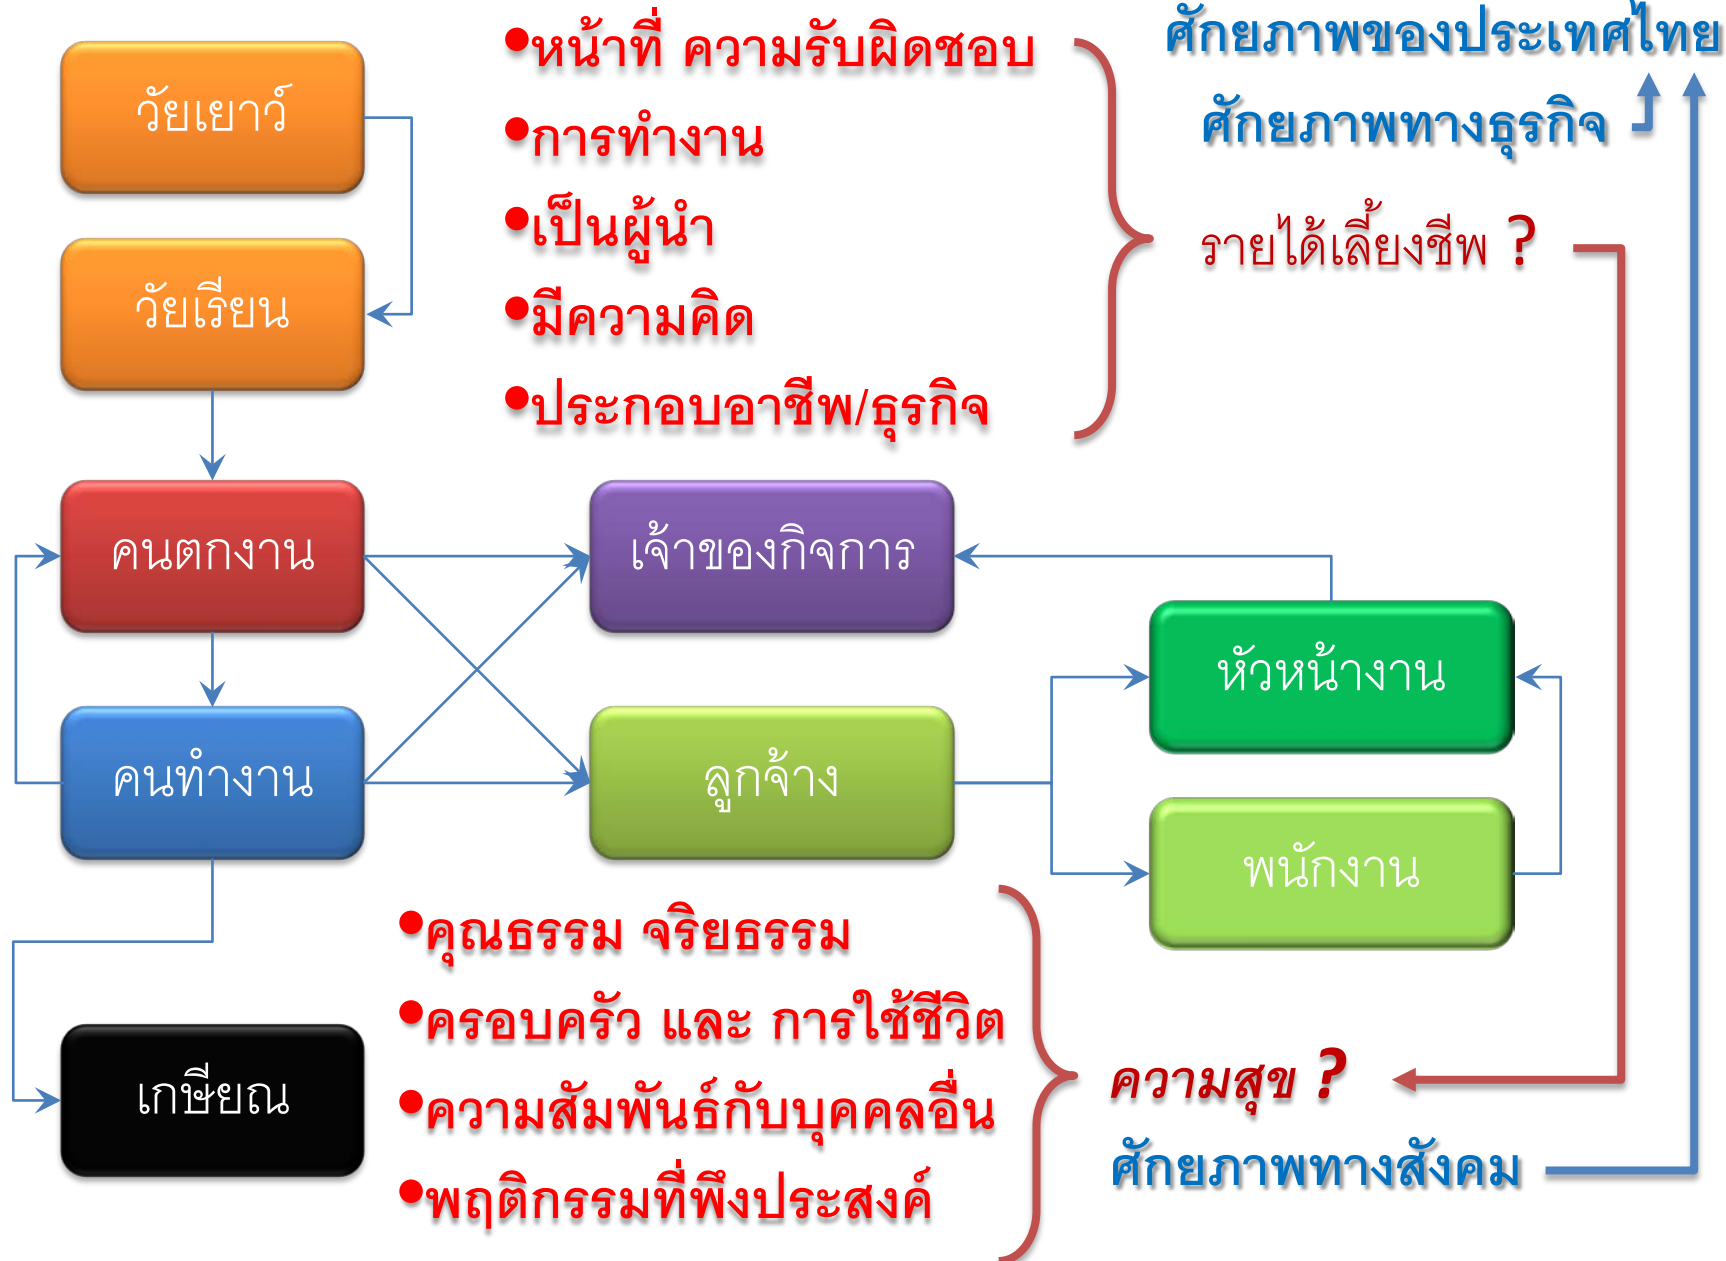 วัยเยาว์
วัยเรียน
•หน้าที่ ความรับผิดชอบ
•การทำงาน
•เป็นผู้นำ
•มีความคิด
•ประกอบอาชีพ/ธุรกิจ
ศักยภาพของประเทศไทย
ศักยภาพทางธุรกิจ
รายได้เลี้ยงชีพ ?
คนตกงาน
เจ้าของกิจการ
หัวหน้างาน
คนทำงาน
ลูกจ้าง
พนักงาน
เกษียณ
•คุณธรรม จริยธรรม
•ครอบครัว และ การใช้ชีวิต
•ความสัมพันธ์กับบุคคลอื่น
•พฤติกรรมที่พึงประสงค์
ความสุข ?
ศักยภาพทางสังคม